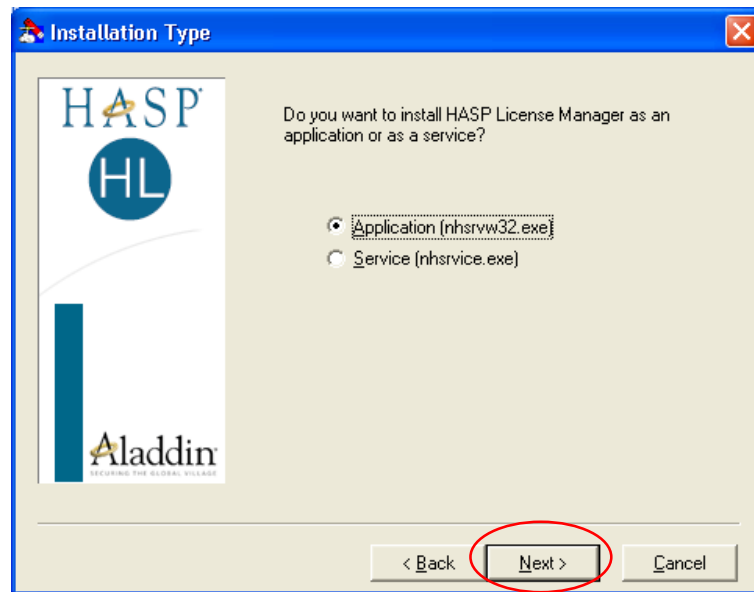 Installation Type
HASP
HL
Aladdin
SECURING THE GLOBAL VILLAGE
Do you want to install HASP License Manager as an
application or as a service?
Application (nhsrvw32.exe)
Service (nhsrvice.exe)
< Back
Next >
Cancel